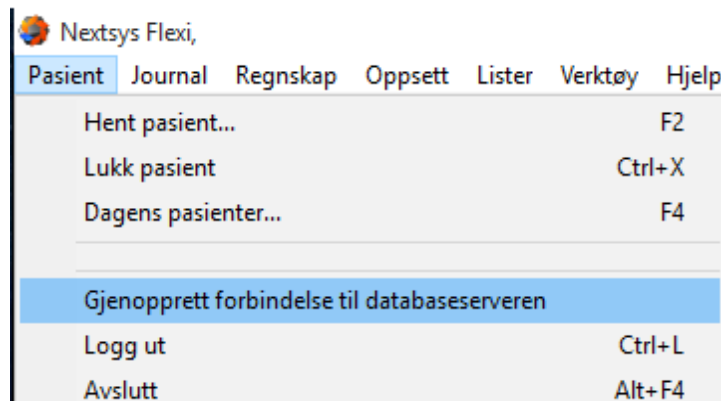 Nextsys Flexi,
Pasient Journal Regnskap Oppsett Lister Verktøy Hjelp
Hent pasient... F2
Lukk pasient Ctrl+X
Dagens pasienter... F4
Gjenopprett forbindelse til databaseserveren
Logg ut Ctrl+L
Avslutt Alt+F4